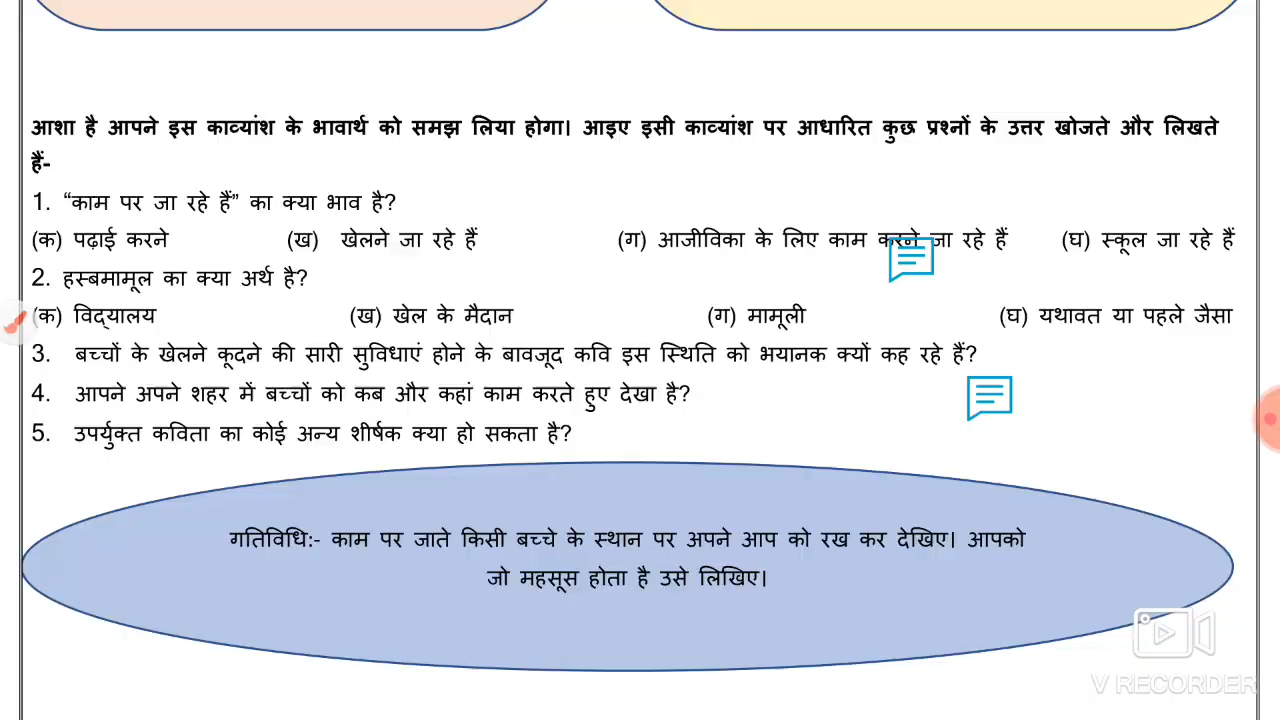 आशा है आपने इस काव्यांश के भावार्थ को समझ लिया होगा। आइए इसी काव्यांश पर आधारित कुछ प्रश्नों के उत्तर खोजते और लिखते
हैं-
1. “काम पर जा रहे हैं” का क्या भाव है?
(क) पढ़ाई करने (ख) खेलने जा रहे हैं (ग) आजीविका के लिए काम करने जा रहे हैं (घ) स्कूल जा रहे हैं
2. हस्बमामूल का क्या अर्थ है?
(क) विद्यालय (ख) खेल के मैदान (ग) मामूली (घ) यथावत या पहले जैसा
3. बच्चों के खेलने कूदने की सारी सुविधाएं होने के बावजूद कवि इस स्थिति को भयानक क्यों कह रहे हैं?
4. आपने अपने शहर में बच्चों को कब और कहां काम करते हुए देखा है?
5. उपर्युक्त कविता का कोई अन्य शीर्षक क्या हो सकता है?
गतिविधि:- काम पर जाते किसी बच्चे के स्थान पर अपने आप को रख कर देखिए। आपको
जो महसूस होता है उसे लिखिए।
V RECORDER